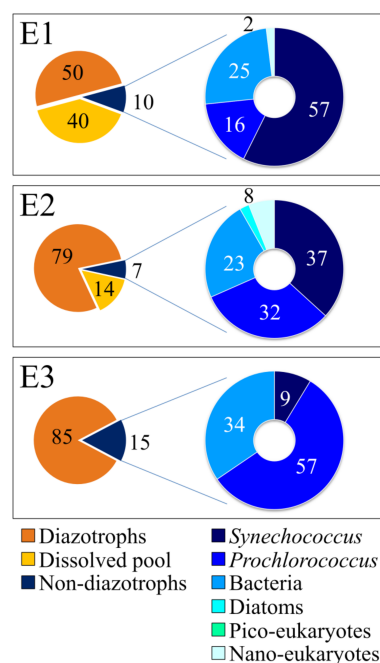 E1
50
10
40
2
25
57
16
E2
79
7
14
8
37
23
32
E3
85
15
9
34
57
Diazotrophs
Dissolved pool
Non-diazotrophs
Synechococcus
Prochlorococcus
Bacteria
Diatoms
Pico-eukaryotes
Nano-eukaryotes